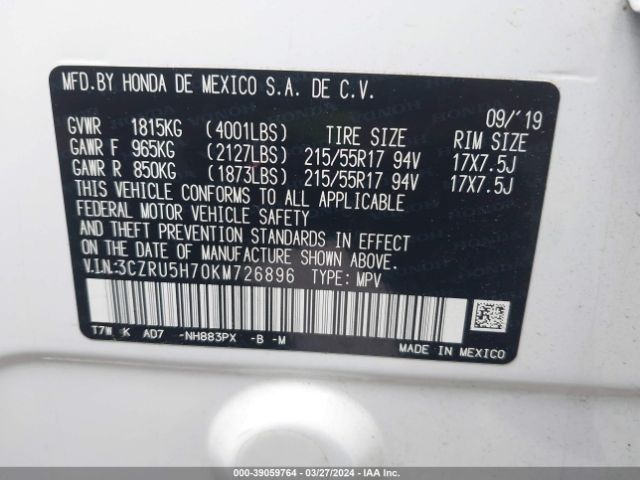 MFD.BY HONDA DE MEXICO S.A. DE C.V.
09/'19
GVWR 1815KG (4001LBS) TIRE SIZE RIM SIZE
GAWR F 965KG (2127LBS) 215/55R17 94V 17X7.5J
GAWR R 850KG (1873LBS) 215/55R17 94V 17X7.5J
THIS VEHICLE CONFORMS TO ALL APPLICABLE
FEDERAL MOTOR VEHICLE SAFETY
AND THEFT PREVENTION STANDARDS IN EFFECT
ON THE DATE OF MANUFACTURE SHOWN ABOVE.
V.I.N.:3CZRU5H70KM726896 TYPE: MPV
T7W K AD7 -NH883PX -B -M
MADE IN MEXICO
000-39059764 | 03/27/2024 | IAA Inc.